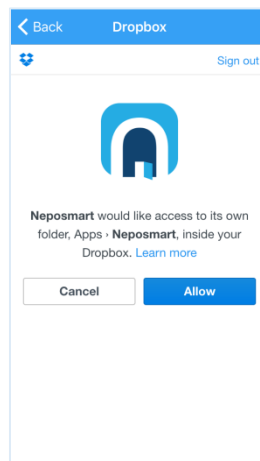 Back Dropbox
Sign out
Neposmart would like access to its own
folder, Apps › Neposmart, inside your
Dropbox. Learn more
Cancel Allow